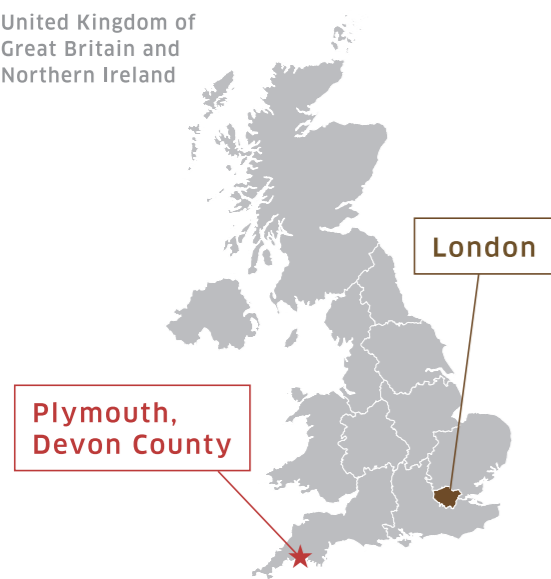 United Kingdom of
Great Britain and
Northern Ireland
London
Plymouth,
Devon County